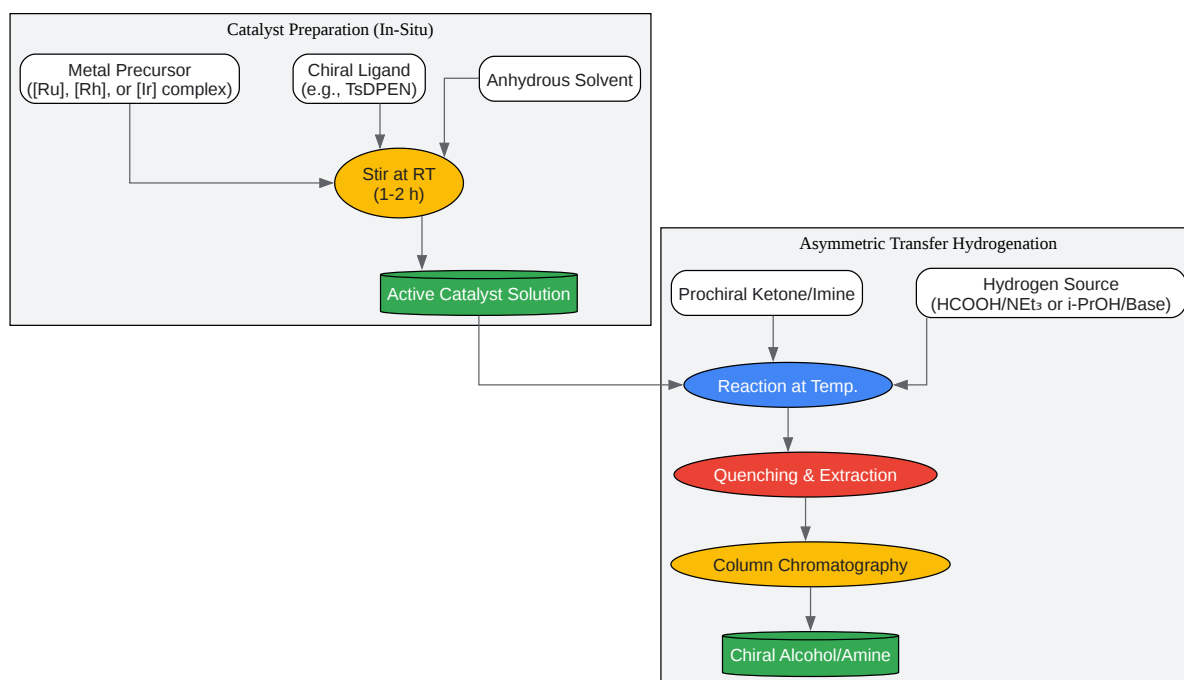 Catalyst Preparation (In-Situ)
Metal Precursor
([Ru], [Rh], or [Ir] complex)
Chiral Ligand
(e.g., TsDPEN)
Anhydrous Solvent
Stir at RT
(1-2 h)
Active Catalyst Solution
Asymmetric Transfer Hydrogenation
Prochiral Ketone/Imine
Hydrogen Source
(HCOOH/NEt₃ or i-PrOH/Base)
Reaction at Temp.
Quenching & Extraction
Column Chromatography
Chiral Alcohol/Amine